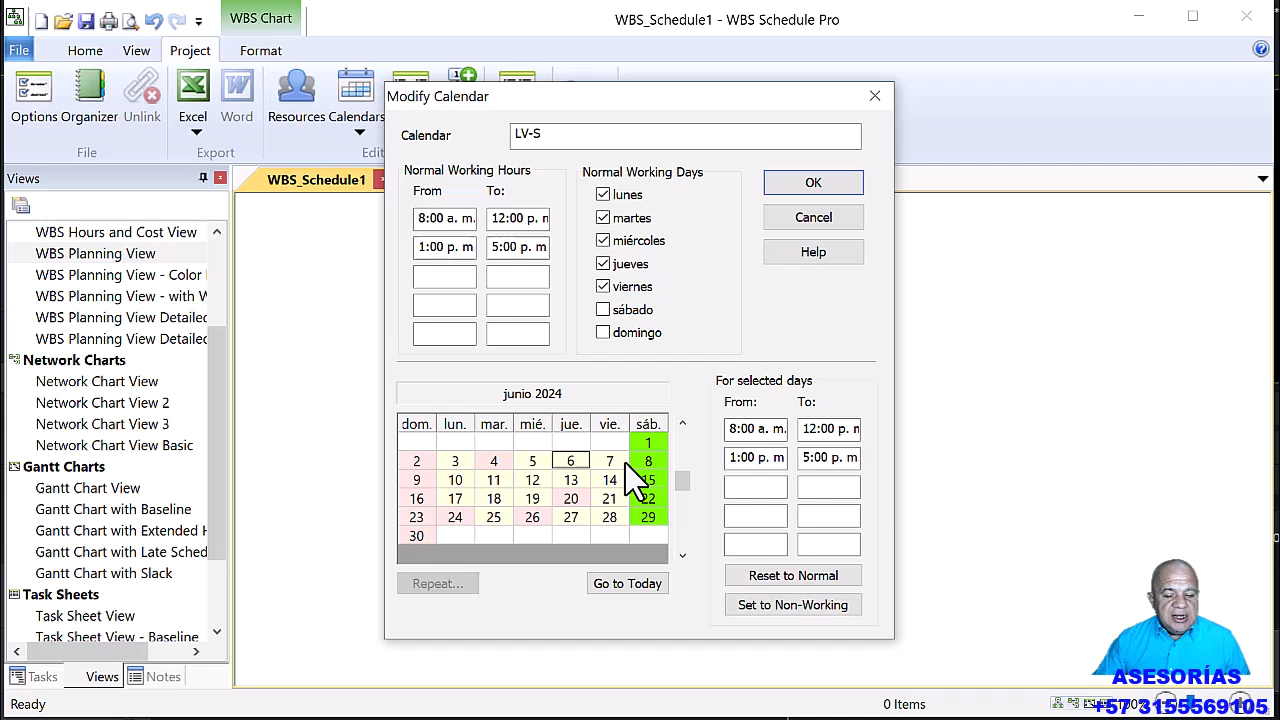 WBS Chart
WBS_Schedule1 - WBS Schedule Pro
File Home View Project Format
Options Organizer Unlink Excel Word Resources Calendars
File Export
Modify Calendar
Calendar LV-S
Normal Working Hours
From To:
8:00 a. m. 12:00 p. n
1:00 p. m 5:00 p. m
Normal Working Days
lunes
martes
miércoles
jueves
viernes
sábado
domingo
OK
Cancel
Help
junio 2024
dom. lun. mar. mié. jue. vie. sáb.
1
2 3 4 5 6 7 8
9 10 11 12 13 14 15
16 17 18 19 20 21 22
23 24 25 26 27 28 29
30
Repeat... Go to Today
For selected days
From: To:
8:00 a. m. 12:00 p. n
1:00 p. m 5:00 p. m
Reset to Normal
Set to Non-Working
Views
WBS_Schedule1
WBS Hours and Cost View
WBS Planning View
WBS Planning View - Color
WBS Planning View - with W
WBS Planning View Detailed
WBS Planning View Detailed
Network Charts
Network Chart View
Network Chart View 2
Network Chart View 3
Network Chart View Basic
Gantt Charts
Gantt Chart View
Gantt Chart with Baseline
Gantt Chart with Extended H
Gantt Chart with Late Sched
Gantt Chart with Slack
Task Sheets
Task Sheet View
Task Sheet View - Baseline
Tasks Views Notes
Ready 0 Items
ASESORÍAS
+57 3155569105